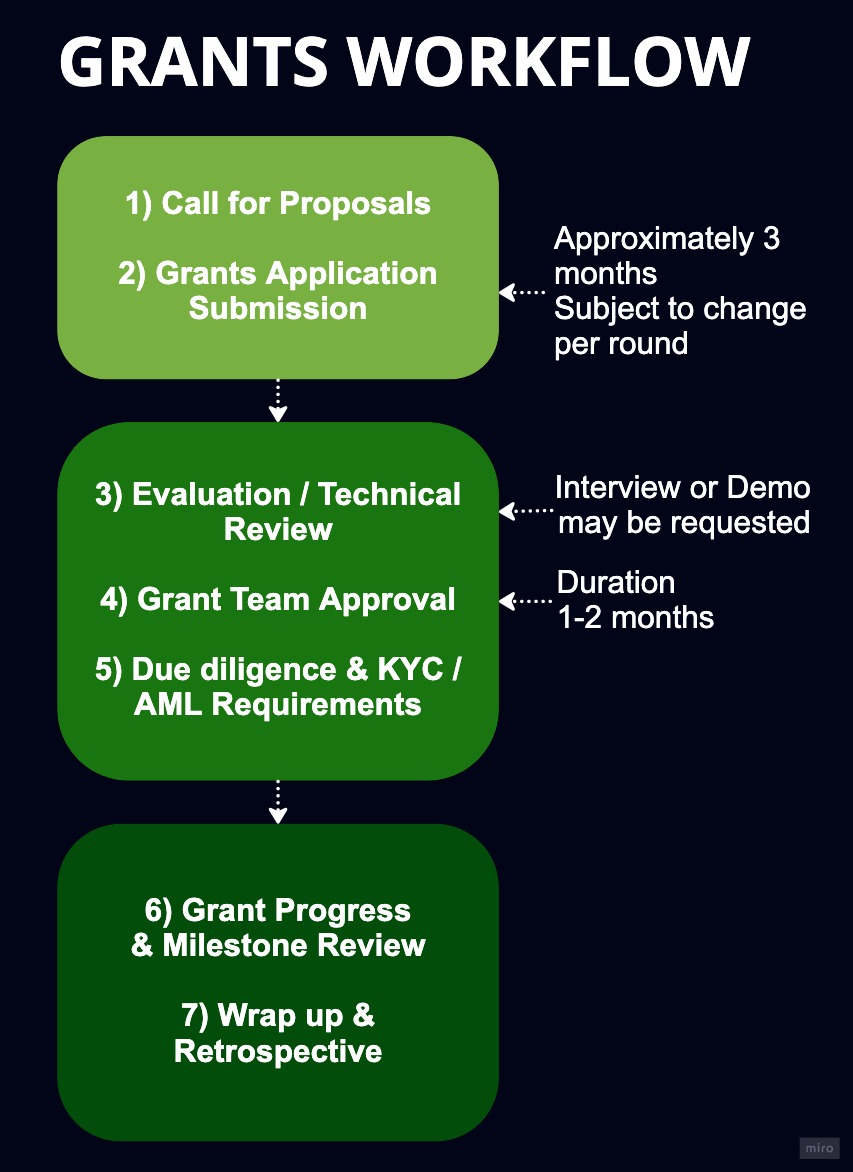 GRANTS WORKFLOW
1) Call for Proposals
2) Grants Application
Submission
Approximately 3
months
Subject to change
per round
3) Evaluation / Technical
Review
Interview or Demo
may be requested
4) Grant Team Approval
Duration
1-2 months
5) Due diligence & KYC /
AML Requirements
6) Grant Progress
& Milestone Review
7) Wrap up &
Retrospective
miro